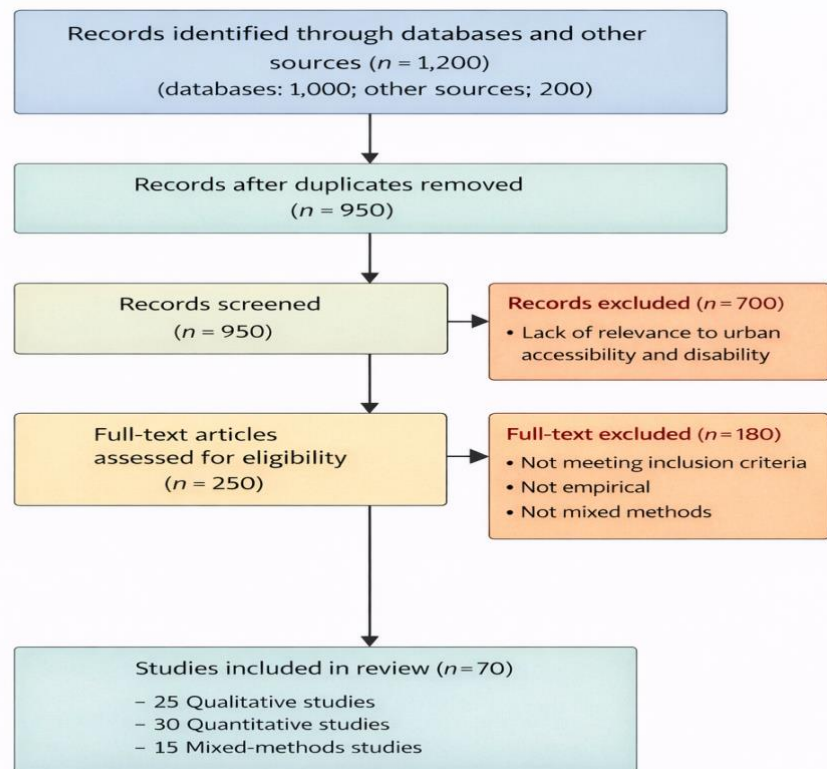 Records identified through databases and other
sources (n = 1,200)
(databases: 1,000; other sources; 200)
Records after duplicates removed
(n = 950)
Records screened
(n = 950)
Records excluded (n=700)
• Lack of relevance to urban
accessibility and disability
Full-text articles
assessed for eligibility
(n = 250)
Full-text excluded (n=180)
• Not meeting inclusion criteria
• Not empirical
• Not mixed methods
Studies included in review (n=70)
– 25 Qualitative studies
– 30 Quantitative studies
– 15 Mixed-methods studies